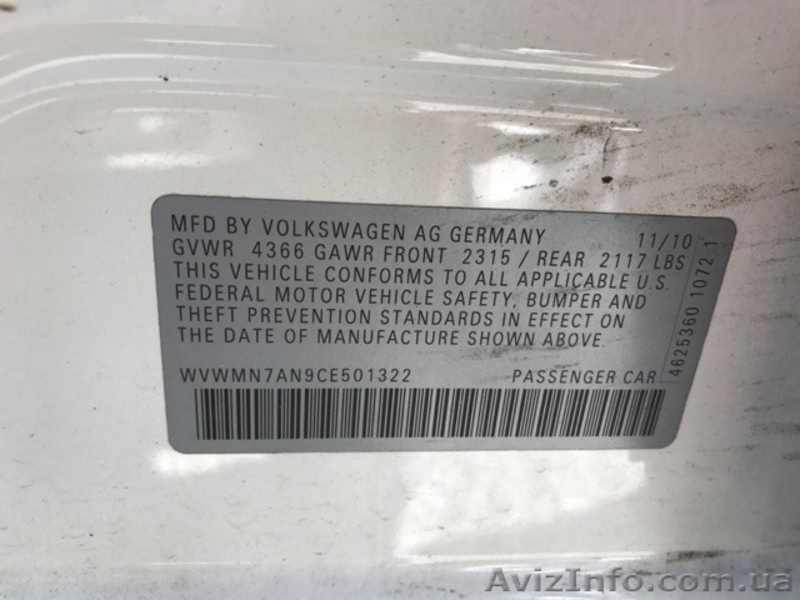 MFD BY VOLKSWAGEN AG GERMANY 11/10
GVWR 4366 GAWR FRONT 2315 / REAR 2117 LBS
THIS VEHICLE CONFORMS TO ALL APPLICABLE U.S.
FEDERAL MOTOR VEHICLE SAFETY, BUMPER AND
THEFT PREVENTION STANDARDS IN EFFECT ON
THE DATE OF MANUFACTURE SHOWN ABOVE.
WVWMN7AN9CE501322 PASSENGER CAR
4625360 1072 1
AvizInfo.com.ua